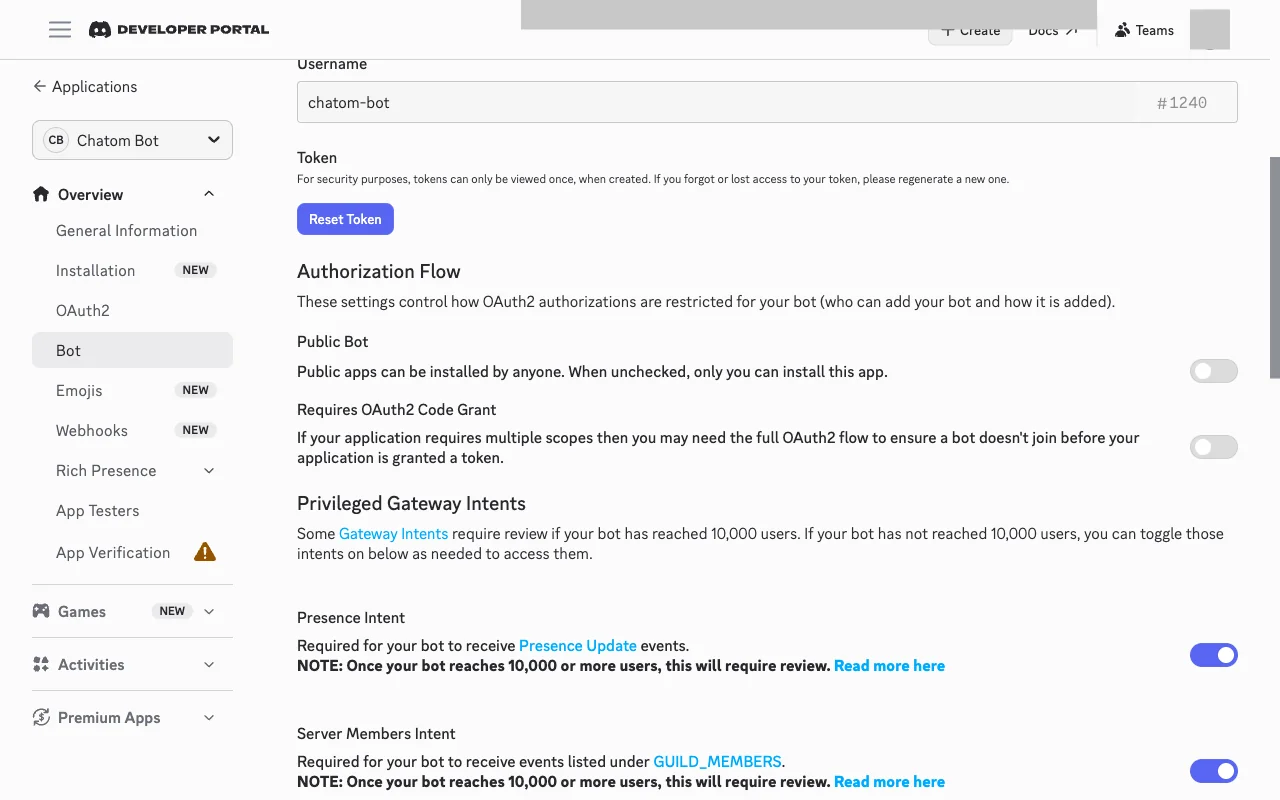 DEVELOPER PORTAL
Create
Docs
Teams
Applications
CB Chatom Bot
Overview
General Information
Installation NEW
OAuth2
Bot
Emojis NEW
Webhooks NEW
Rich Presence
App Testers
App Verification
Games NEW
Activities
Premium Apps
Username
chatom-bot #1240
Token
For security purposes, tokens can only be viewed once, when created. If you forgot or lost access to your token, please regenerate a new one.
Reset Token
Authorization Flow
These settings control how OAuth2 authorizations are restricted for your bot (who can add your bot and how it is added).
Public Bot
Public apps can be installed by anyone. When unchecked, only you can install this app.
Requires OAuth2 Code Grant
If your application requires multiple scopes then you may need the full OAuth2 flow to ensure a bot doesn't join before your
application is granted a token.
Privileged Gateway Intents
Some Gateway Intents require review if your bot has reached 10,000 users. If your bot has not reached 10,000 users, you can toggle those
intents on below as needed to access them.
Presence Intent
Required for your bot to receive Presence Update events.
NOTE: Once your bot reaches 10,000 or more users, this will require review. Read more here
Server Members Intent
Required for your bot to receive events listed under GUILD_MEMBERS.
NOTE: Once your bot reaches 10,000 or more users, this will require review. Read more here